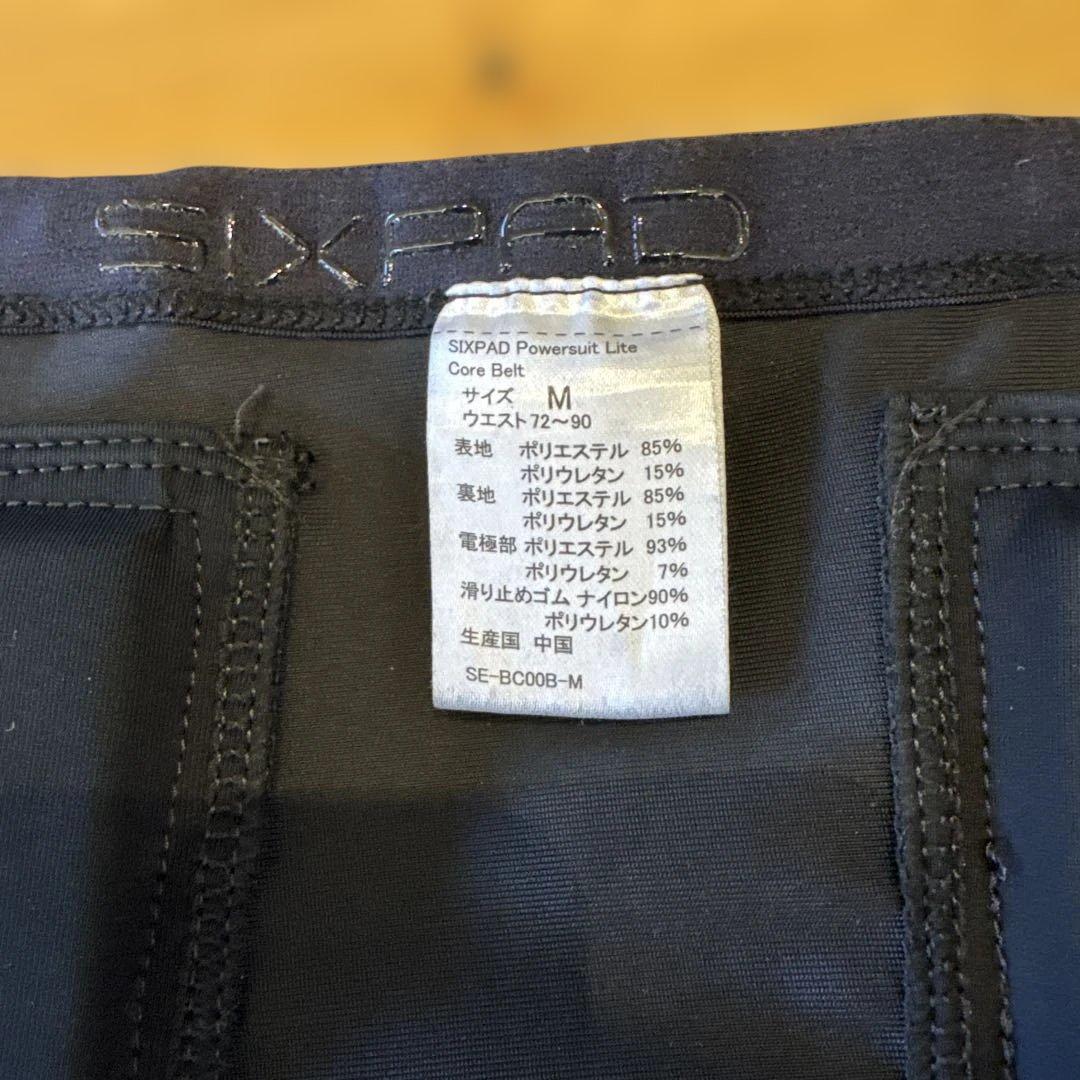 SIXPAD
SIXPAD Powersuit Lite
Core Belt
サイズ M
ウエスト72〜90
表地 ポリエステル 85%
ポリウレタン 15%
裏地 ポリエステル 85%
ポリウレタン 15%
電極部 ポリエステル 93%
ポリウレタン 7%
滑り止めゴム ナイロン90%
ポリウレタン10%
生産国 中国
SE-BC00B-M